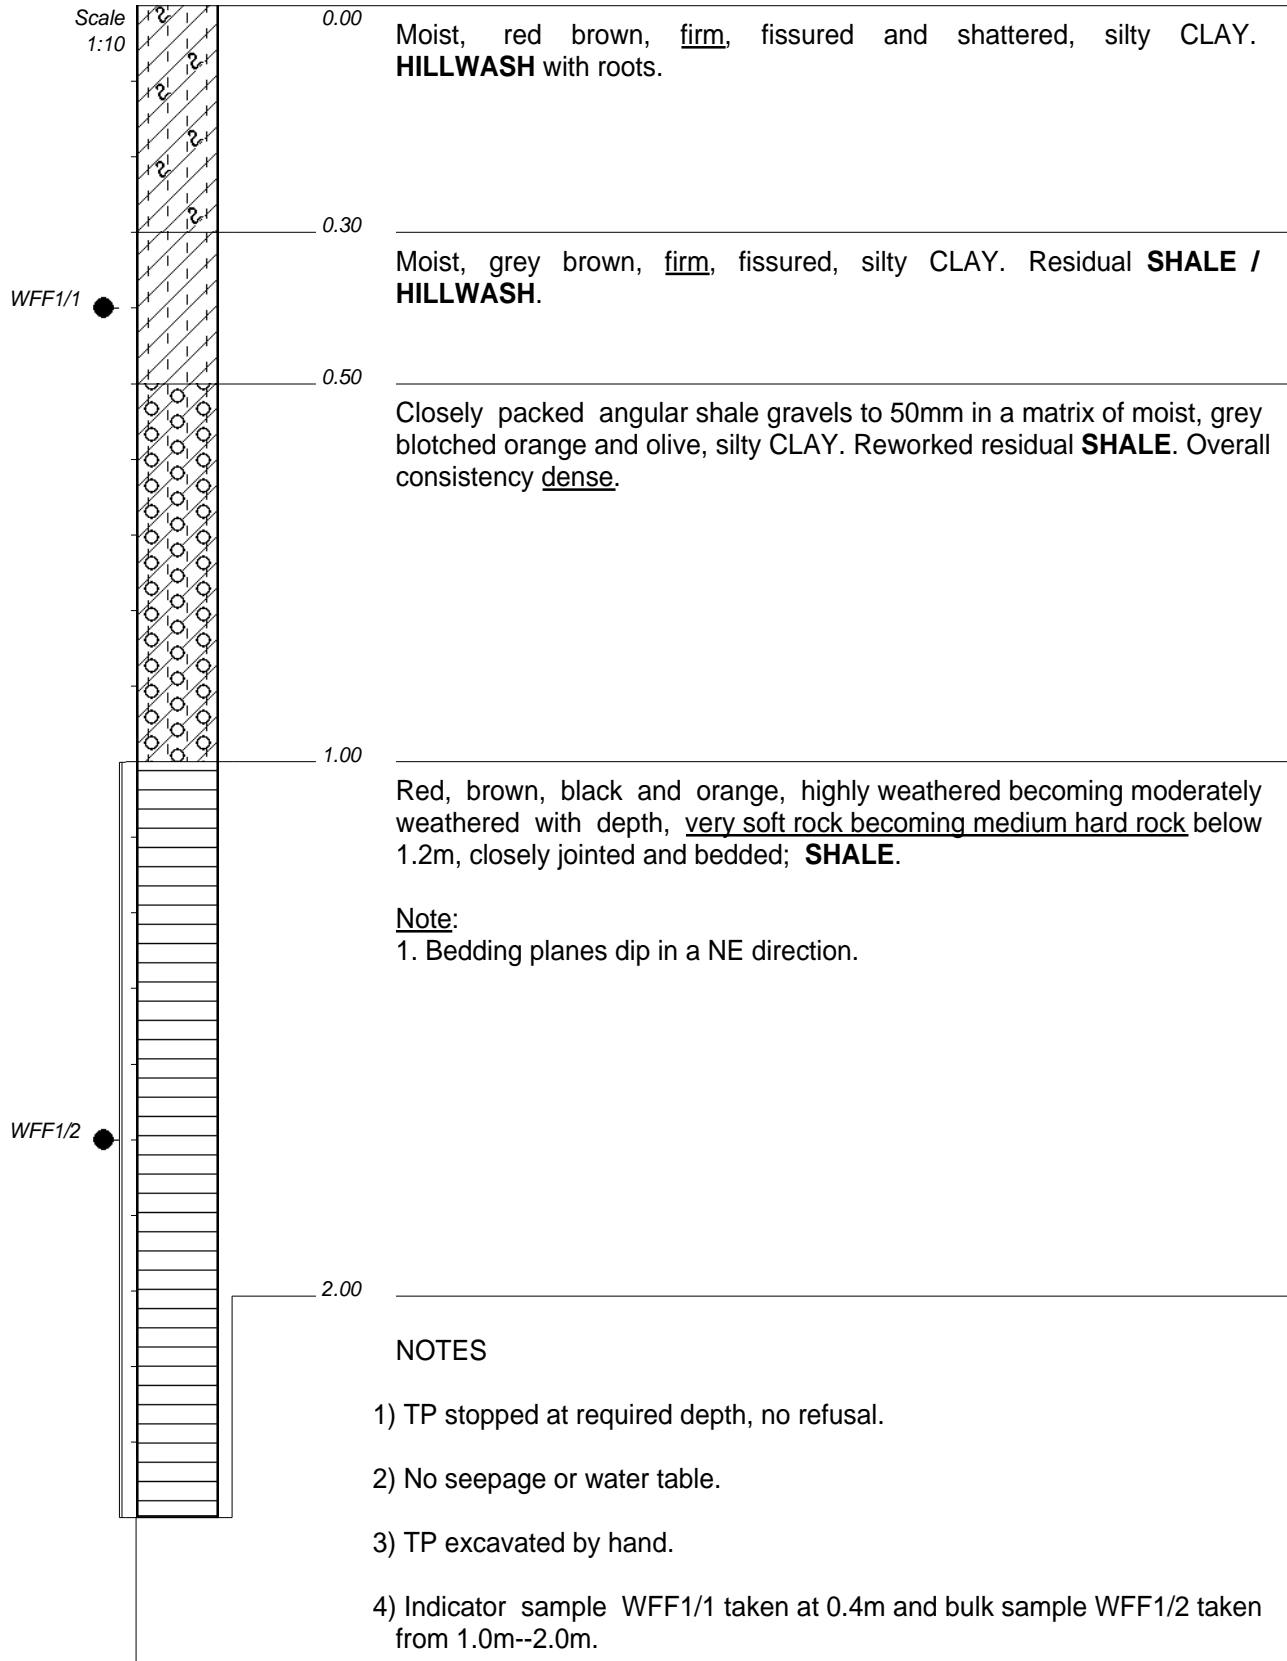 Scale
1:10
0.00
Moist, red brown, firm, fissured and shattered, silty CLAY.
HILLWASH with roots.
0.30
Moist, grey brown, firm, fissured, silty CLAY. Residual SHALE /
HILLWASH.
WFF1/1
0.50
Closely packed angular shale gravels to 50mm in a matrix of moist, grey
blotched orange and olive, silty CLAY. Reworked residual SHALE. Overall
consistency dense.
1.00
Red, brown, black and orange, highly weathered becoming moderately
weathered with depth, very soft rock becoming medium hard rock below
1.2m, closely jointed and bedded; SHALE.
Note:
1. Bedding planes dip in a NE direction.
WFF1/2
2.00
NOTES
1) TP stopped at required depth, no refusal.
2) No seepage or water table.
3) TP excavated by hand.
4) Indicator sample WFF1/1 taken at 0.4m and bulk sample WFF1/2 taken
from 1.0m--2.0m.